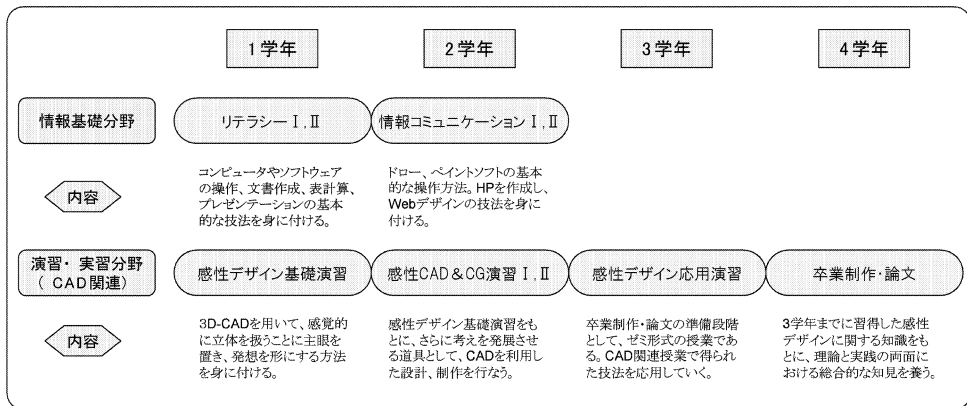 1学年
2学年
3学年
4学年
情報基礎分野
リテラシーⅠ,Ⅱ
情報コミュニケーションⅠ,Ⅱ
内容
コンピュータやソフトウェア
の操作、文書作成、表計算、
プレゼンテーションの基本
的な技法を身に付ける。
ドロー、ペイントソフトの基本
的な操作方法。HPを作成し、
Webデザインの技法を身に
付ける。
演習・実習分野
(CAD関連)
感性デザイン基礎演習
感性CAD&CG演習Ⅰ,Ⅱ
感性デザイン応用演習
卒業制作・論文
内容
3D-CADを用いて、感覚的
に立体を扱うことに主眼を
置き、発想を形にする方法
を身に付ける。
感性デザイン基礎演習をも
とに、さらに考えを発展させ
る道具として、CADを利用し
た設計、制作を行なう。
卒業制作・論文の準備段階
として、ゼミ形式の授業であ
る。CAD関連授業で得られ
た技法を応用していく。
3学年までに習得した感性
デザインに関する知識をも
とに、理論と実践の両面に
おける総合的な知見を養う。